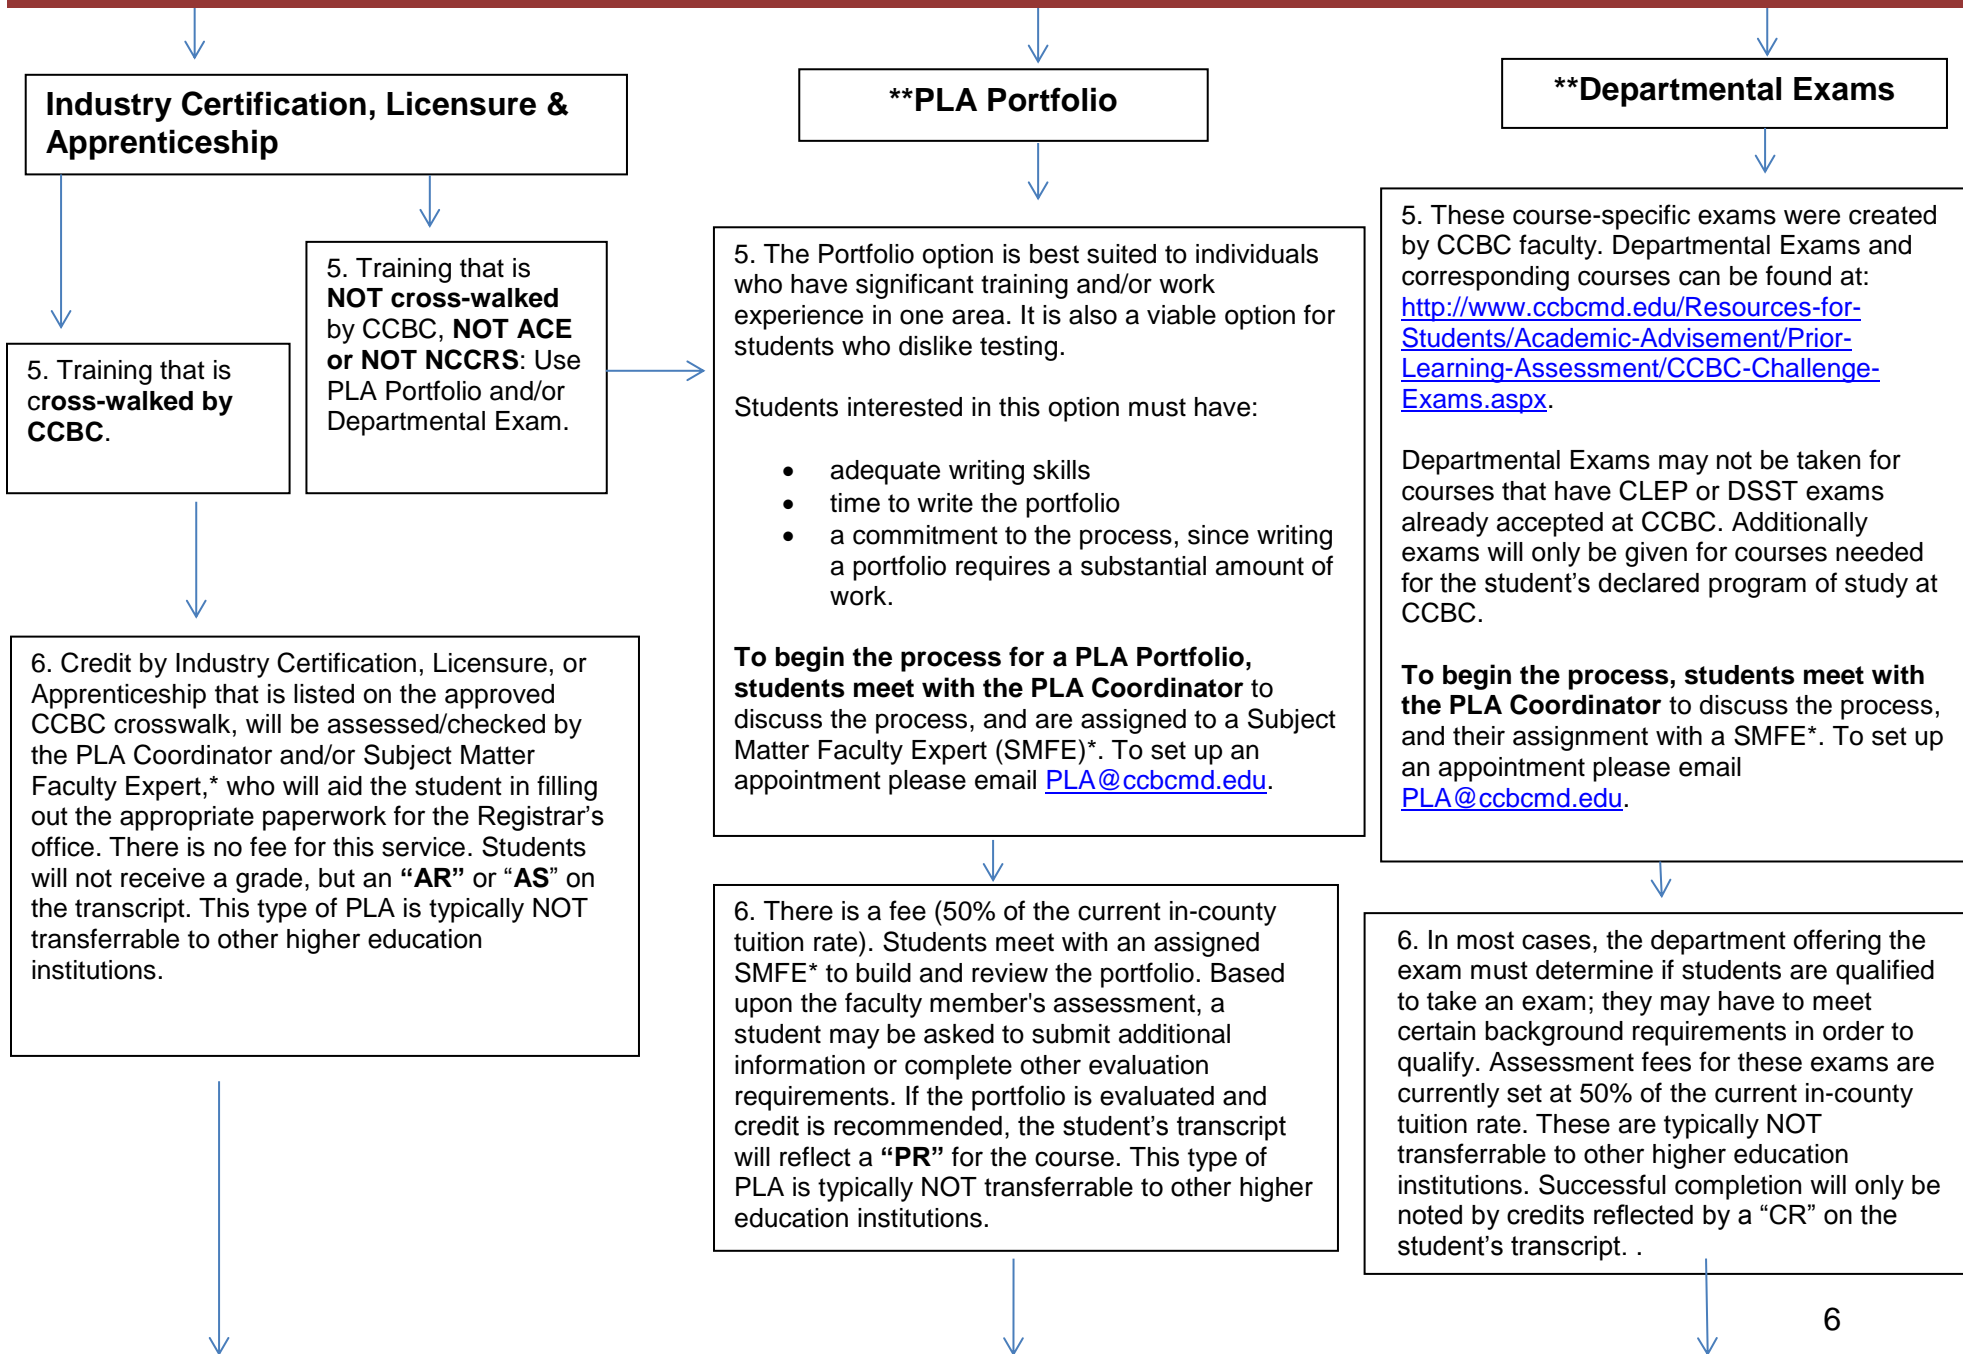 Industry Certification, Licensure &
Apprenticeship
5. Training that is
cross-walked by
CCBC.
5. Training that is
NOT cross-walked
by CCBC, NOT ACE
or NOT NCCRS: Use
PLA Portfolio and/or
Departmental Exam.
6. Credit by Industry Certification, Licensure, or
Apprenticeship that is listed on the approved
CCBC crosswalk, will be assessed/checked by
the PLA Coordinator and/or Subject Matter
Faculty Expert,* who will aid the student in filling
out the appropriate paperwork for the Registrar’s
office. There is no fee for this service. Students
will not receive a grade, but an “AR” or “AS” on
the transcript. This type of PLA is typically NOT
transferrable to other higher education
institutions.
**PLA Portfolio
5. The Portfolio option is best suited to individuals
who have significant training and/or work
experience in one area. It is also a viable option for
students who dislike testing.
Students interested in this option must have:
• adequate writing skills
• time to write the portfolio
• a commitment to the process, since writing
a portfolio requires a substantial amount of
work.
To begin the process for a PLA Portfolio,
students meet with the PLA Coordinator to
discuss the process, and are assigned to a Subject
Matter Faculty Expert (SMFE)*. To set up an
appointment please email PLA@ccbcmd.edu.
6. There is a fee (50% of the current in-county
tuition rate). Students meet with an assigned
SMFE* to build and review the portfolio. Based
upon the faculty member's assessment, a
student may be asked to submit additional
information or complete other evaluation
requirements. If the portfolio is evaluated and
credit is recommended, the student’s transcript
will reflect a “PR” for the course. This type of
PLA is typically NOT transferrable to other higher
education institutions.
**Departmental Exams
5. These course-specific exams were created
by CCBC faculty. Departmental Exams and
corresponding courses can be found at:
http://www.ccbcmd.edu/Resources-for-
Students/Academic-Advisement/Prior-
Learning-Assessment/CCBC-Challenge-
Exams.aspx.
Departmental Exams may not be taken for
courses that have CLEP or DSST exams
already accepted at CCBC. Additionally
exams will only be given for courses needed
for the student’s declared program of study at
CCBC.
To begin the process, students meet with
the PLA Coordinator to discuss the process,
and their assignment with a SMFE*. To set up
an appointment please email
PLA@ccbcmd.edu.
6. In most cases, the department offering the
exam must determine if students are qualified
to take an exam; they may have to meet
certain background requirements in order to
qualify. Assessment fees for these exams are
currently set at 50% of the current in-county
tuition rate. These are typically NOT
transferrable to other higher education
institutions. Successful completion will only be
noted by credits reflected by a “CR” on the
student’s transcript. .
6